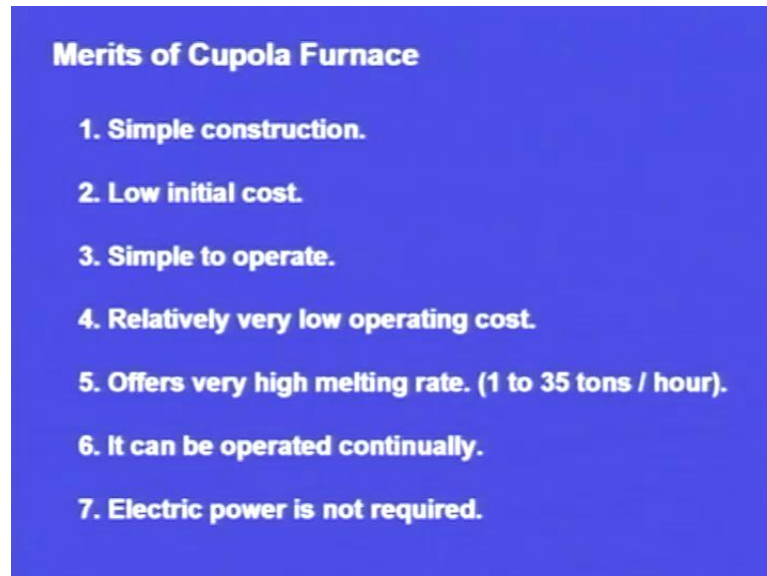 Merits of Cupola Furnace
1. Simple construction.
2. Low initial cost.
3. Simple to operate.
4. Relatively very low operating cost.
5. Offers very high melting rate. (1 to 35 tons / hour).
6. It can be operated continually.
7. Electric power is not required.